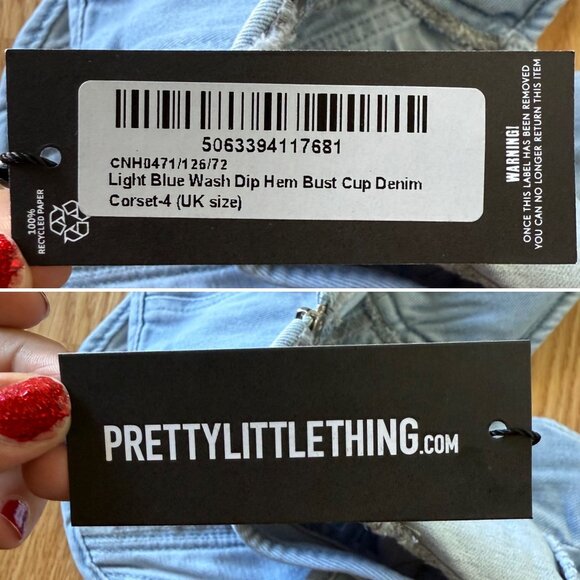 5063394117681
CNH0471/126/72
Light Blue Wash Dip Hem Bust Cup Denim
Corset-4 (UK size)
100%
RECYCLED PAPER
WARNING!
ONCE THIS LABEL HAS BEEN REMOVED
YOU CAN NO LONGER RETURN THIS ITEM
PRETTYLITTLETHING.COM